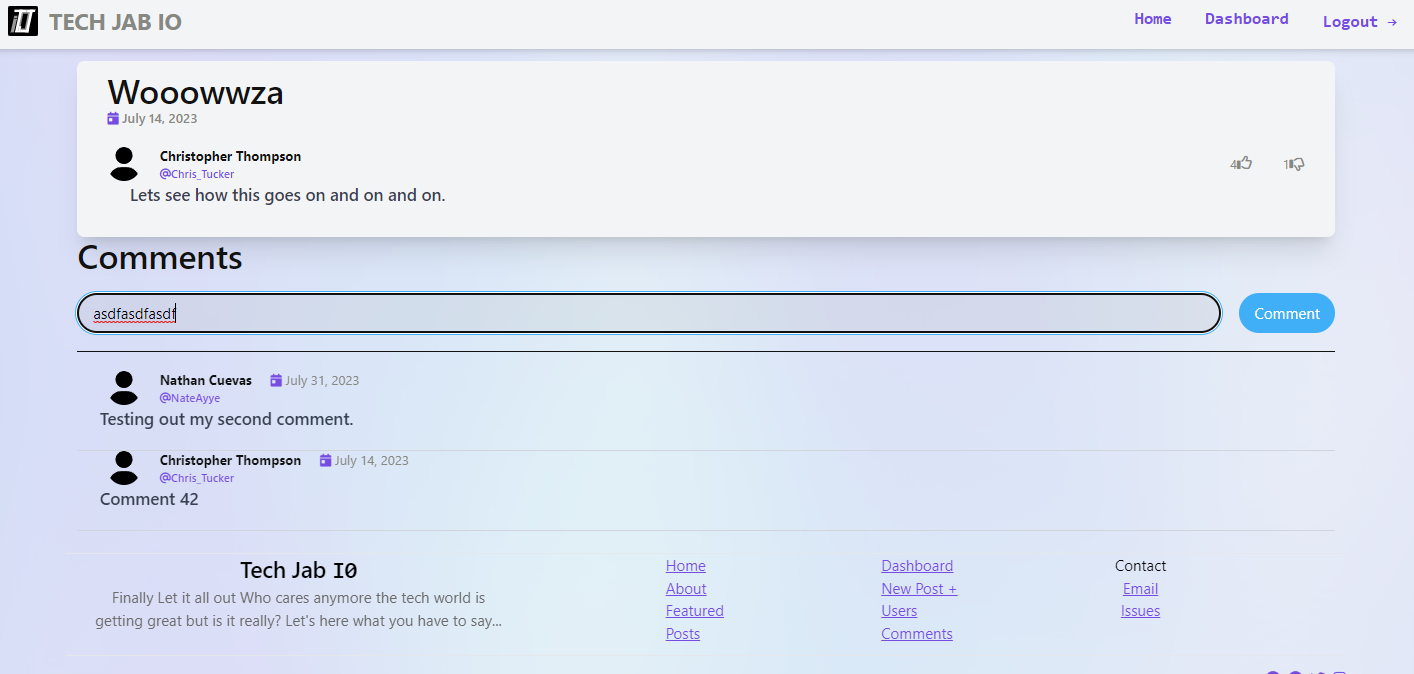 TECH JAB IO
Home Dashboard Logout →
Wooowwza
July 14, 2023
Christopher Thompson
@Chris_Tucker
4 1
Lets see how this goes on and on and on.
Comments
asdfasdfasdf
Comment
Nathan Cuevas July 31, 2023
@NateAyye
Testing out my second comment.
Christopher Thompson July 14, 2023
@Chris_Tucker
Comment 42
Tech Jab IO
Finally Let it all out Who cares anymore the tech world is
getting great but is it really? Let's here what you have to say...
Home
About
Featured
Posts
Dashboard
New Post +
Users
Comments
Contact
Email
Issues